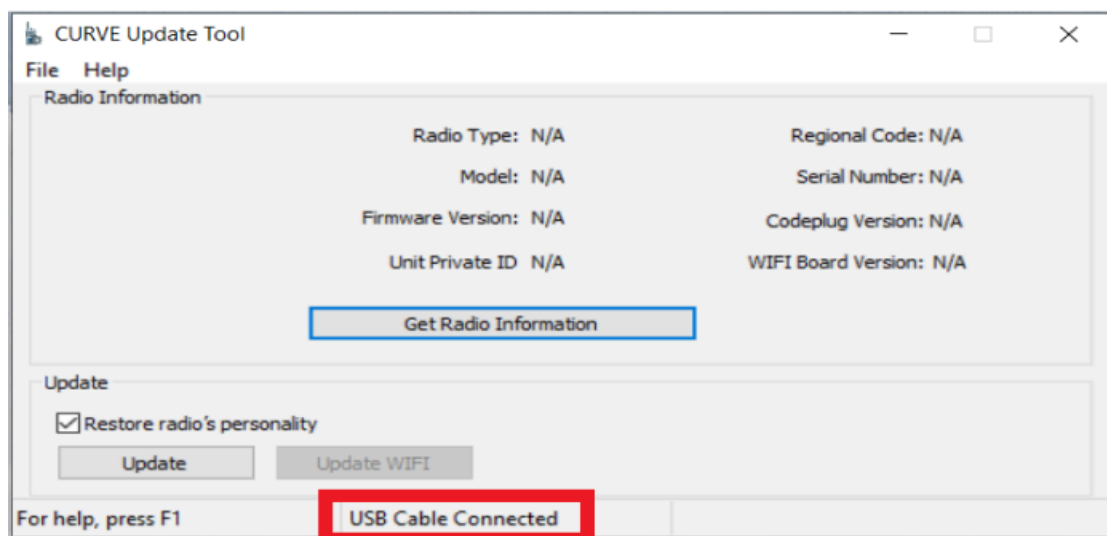 CURVE Update Tool
File Help
Radio Information
Radio Type: N/A Regional Code: N/A
Model: N/A Serial Number: N/A
Firmware Version: N/A Codeplug Version: N/A
Unit Private ID N/A WIFI Board Version: N/A
Get Radio Information
Update
Restore radio's personality
Update Update WIFI
For help, press F1 USB Cable Connected